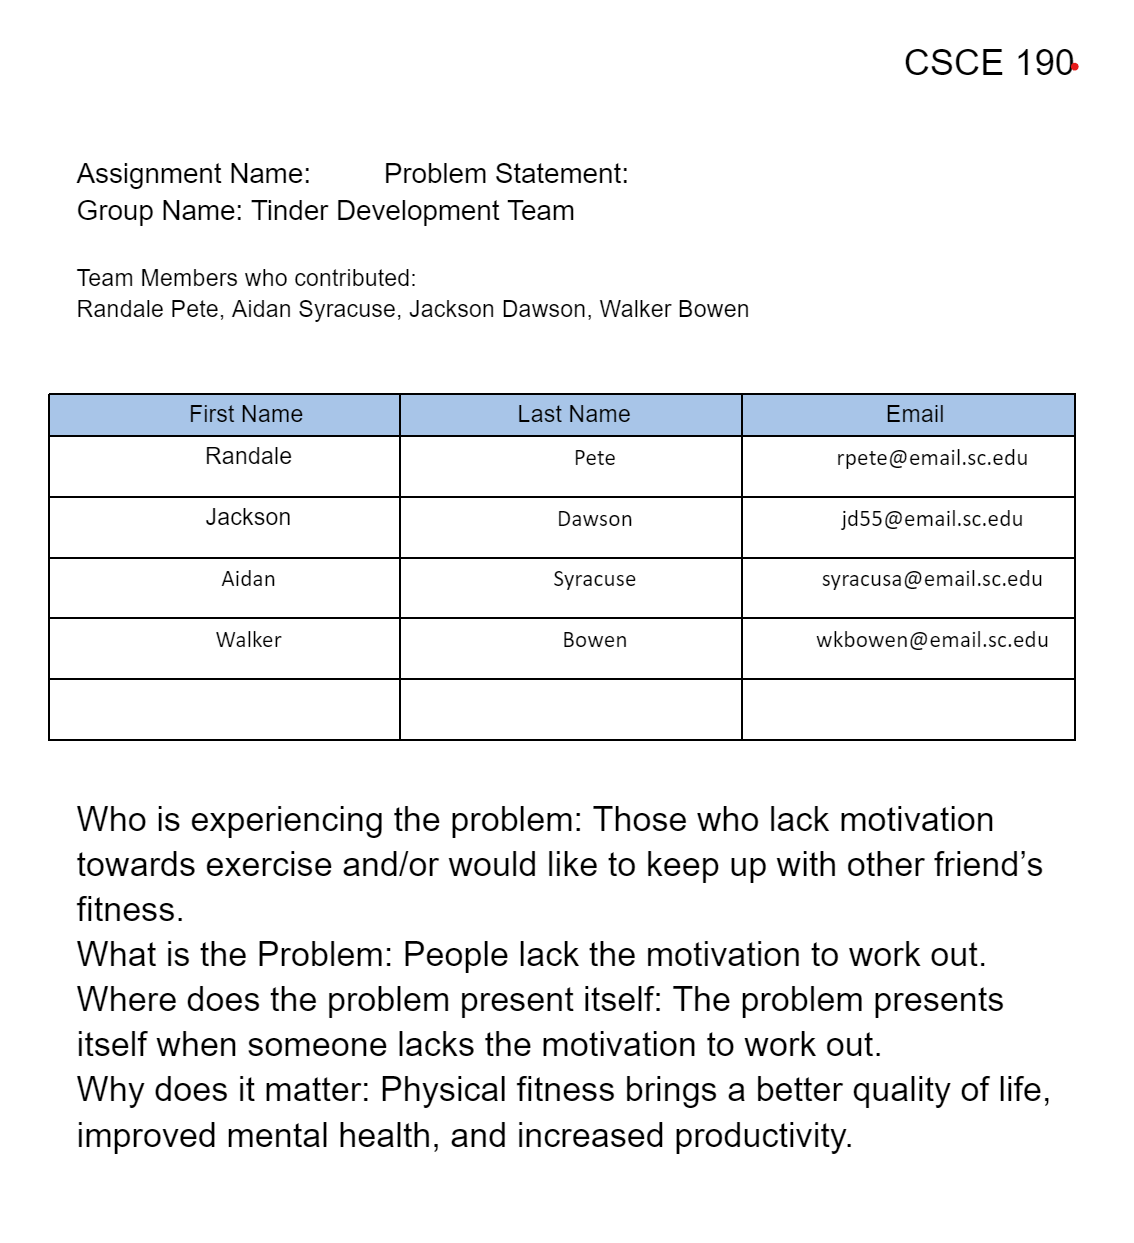 CSCE 190
Assignment Name: Problem Statement:
Group Name: Tinder Development Team
Team Members who contributed:
Randale Pete, Aidan Syracuse, Jackson Dawson, Walker Bowen
First Name Last Name Email
Randale Pete rpete@email.sc.edu
Jackson Dawson jd55@email.sc.edu
Aidan Syracuse syracusa@email.sc.edu
Walker Bowen wkbowen@email.sc.edu
Who is experiencing the problem: Those who lack motivation
towards exercise and/or would like to keep up with other friend’s
fitness.
What is the Problem: People lack the motivation to work out.
Where does the problem present itself: The problem presents
itself when someone lacks the motivation to work out.
Why does it matter: Physical fitness brings a better quality of life,
improved mental health, and increased productivity.